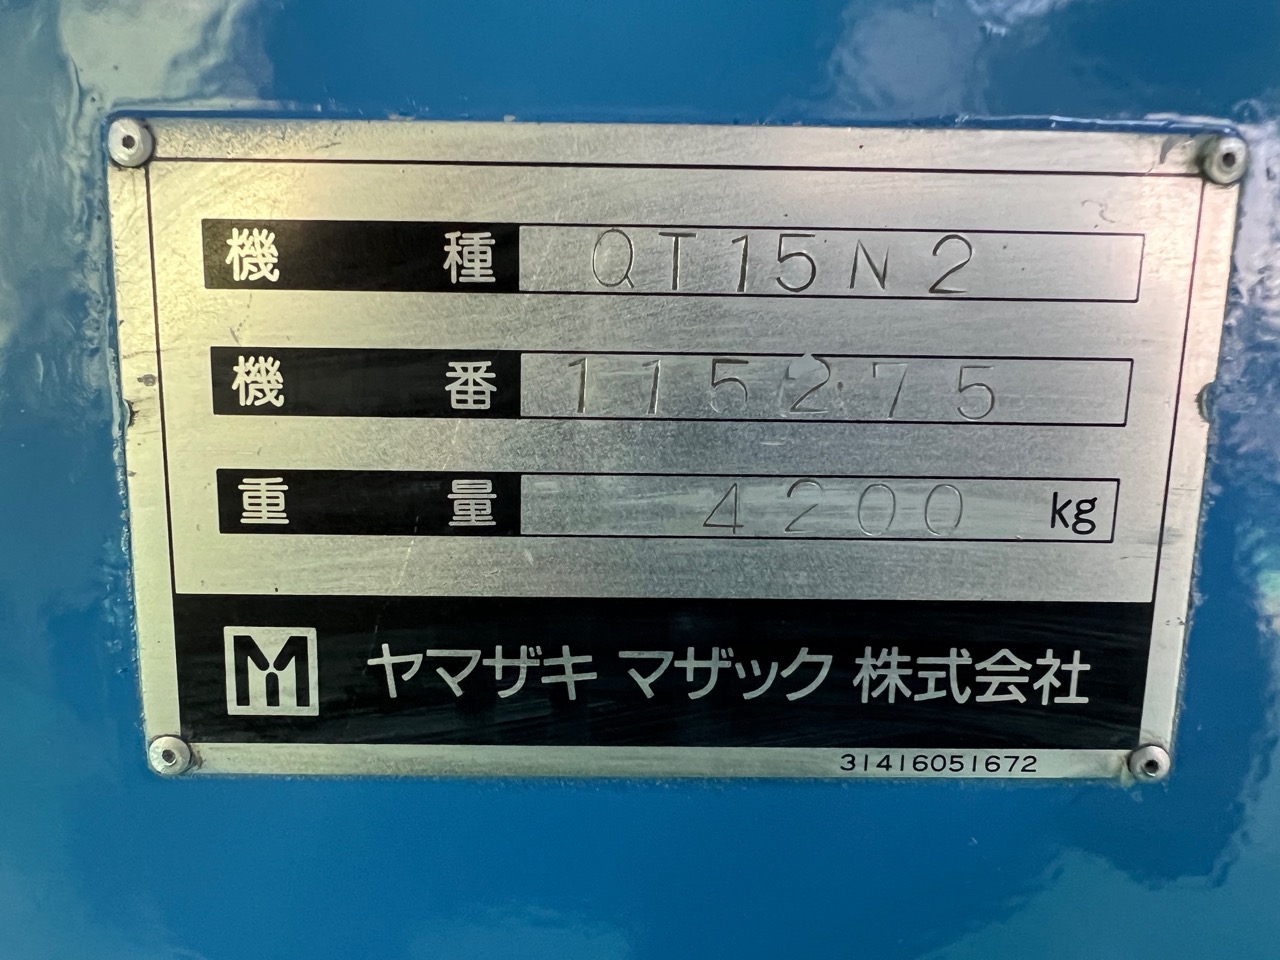 機種 QT15N2
機番 115275
重量 4200 kg
M ヤマザキ マザック 株式会社
31416051672